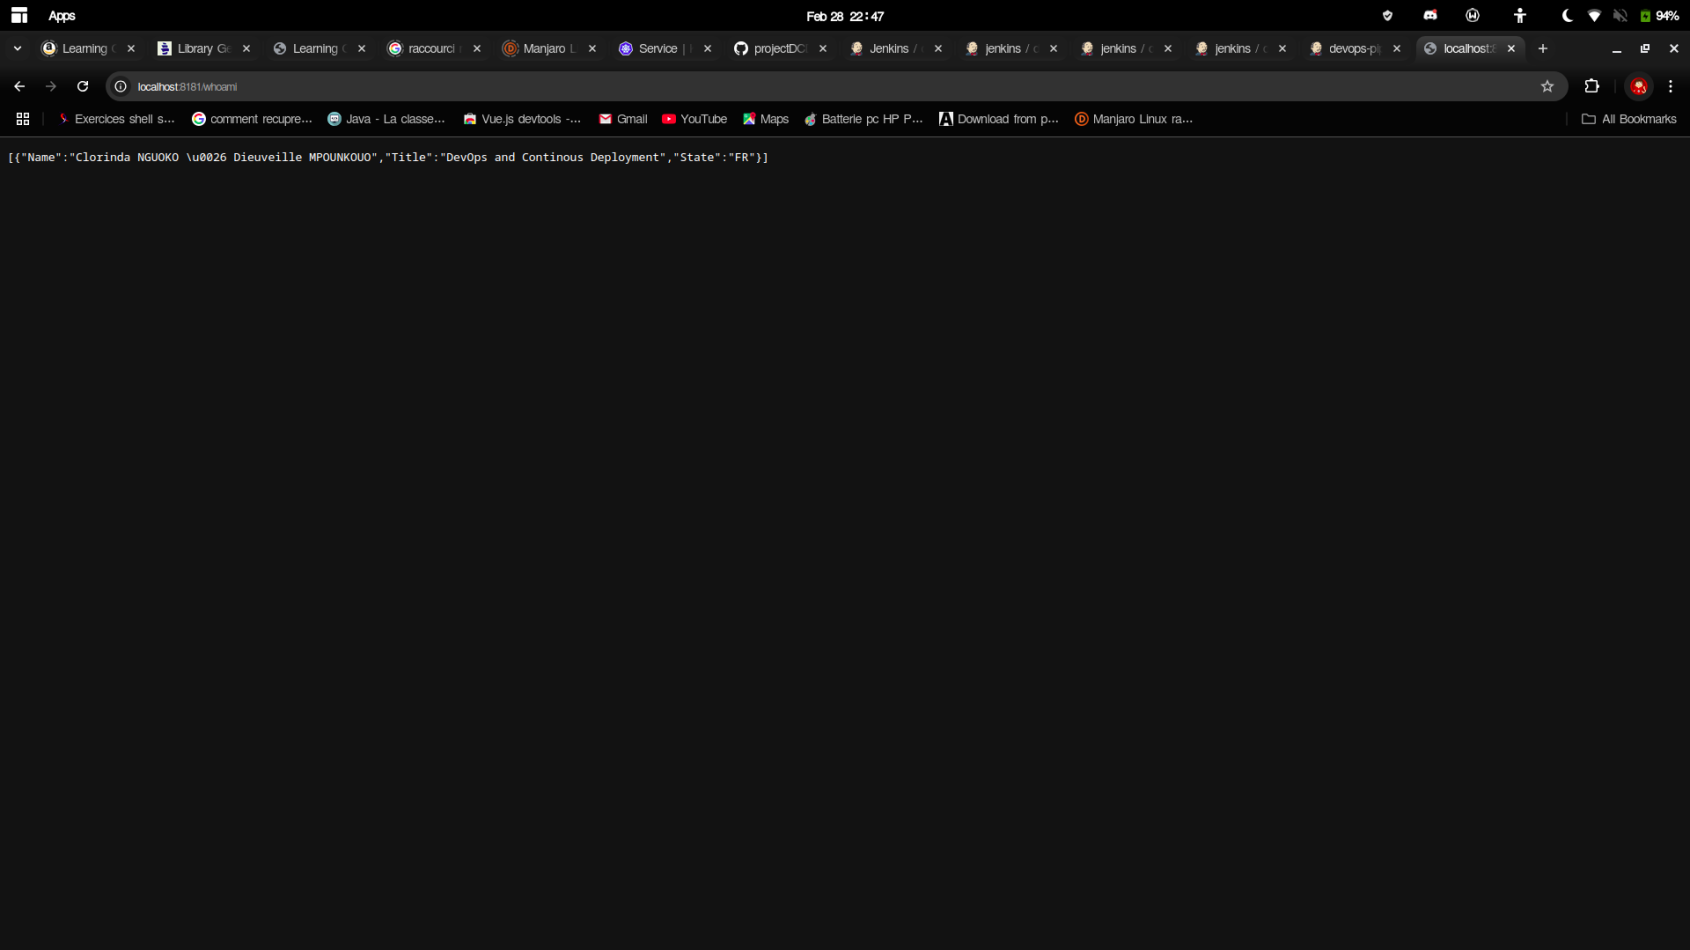 Apps
Feb 28 22:47
94%
Learning
Library Ge
Learning
raccourci
Manjaro L
Service |
projectDC
Jenkins /
jenkins /
jenkins /
jenkins /
devops-pi
localhost:
localhost:8181/whoami
Exercices shell s...
comment recupre...
Java - La classe...
Vue.js devtools -...
Gmail
YouTube
Maps
Batterie pc HP P...
Download from p...
Manjaro Linux ra...
All Bookmarks
[{"Name":"Clorinda NGUOKO \u0026 Dieuveille MPOUNKOUO","Title":"DevOps and Continous Deployment","State":"FR"}]